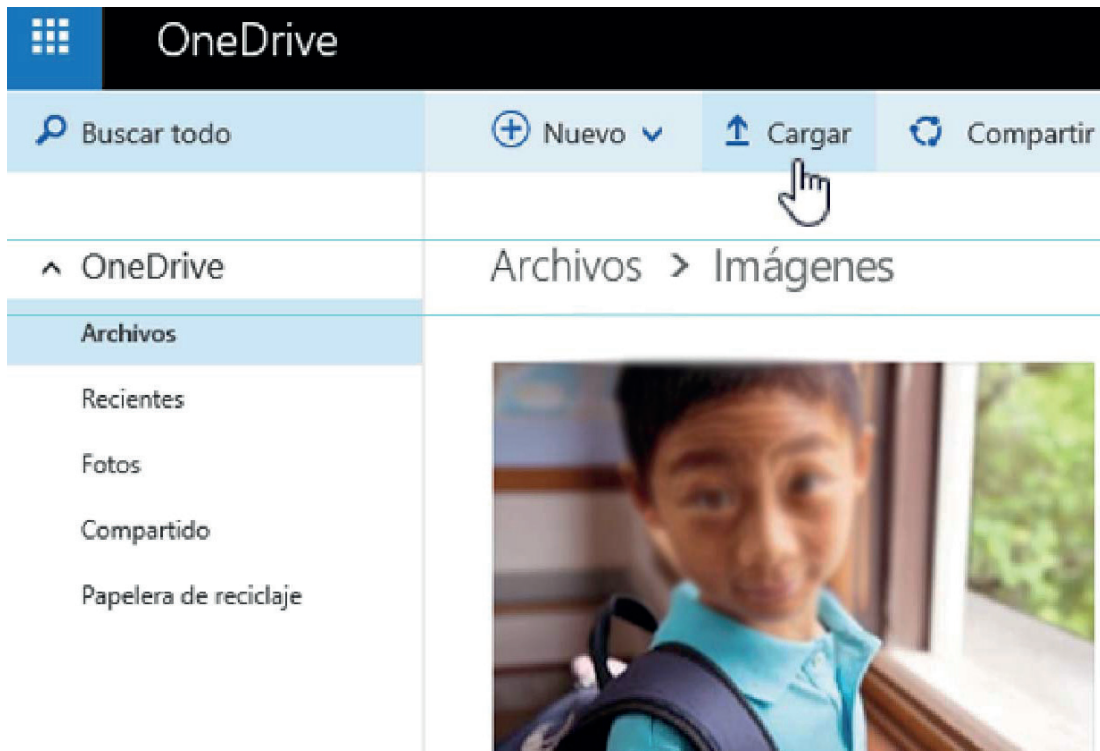 OneDrive
Buscar todo
Nuevo
Cargar
Compartir
OneDrive
Archivos > Imágenes
Archivos
Recientes
Fotos
Compartido
Papelera de reciclaje